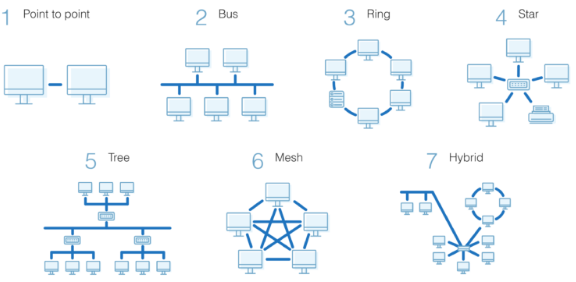 1 Point to point
2 Bus
3 Ring
4 Star
5 Tree
6 Mesh
7 Hybrid